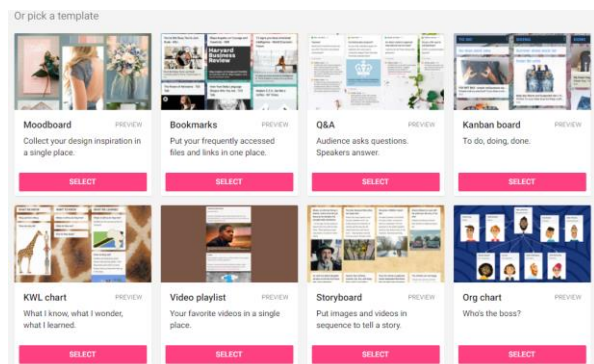 Or pick a template
Harvard
Business
Review
Moodboard PREVIEW
Collect your design inspiration in
a single place.
SELECT
Bookmarks PREVIEW
Put your frequently accessed
files and links in one place.
SELECT
Q&A PREVIEW
Audience asks questions.
Speakers answer.
SELECT
Kanban board PREVIEW
To do, doing, done.
SELECT
KWL chart PREVIEW
What I know, what I wonder,
what I learned.
SELECT
Video playlist PREVIEW
Your favorite videos in a single
place.
SELECT
Storyboard PREVIEW
Put images and videos in
sequence to tell a story.
SELECT
Org chart PREVIEW
Who's the boss?
SELECT